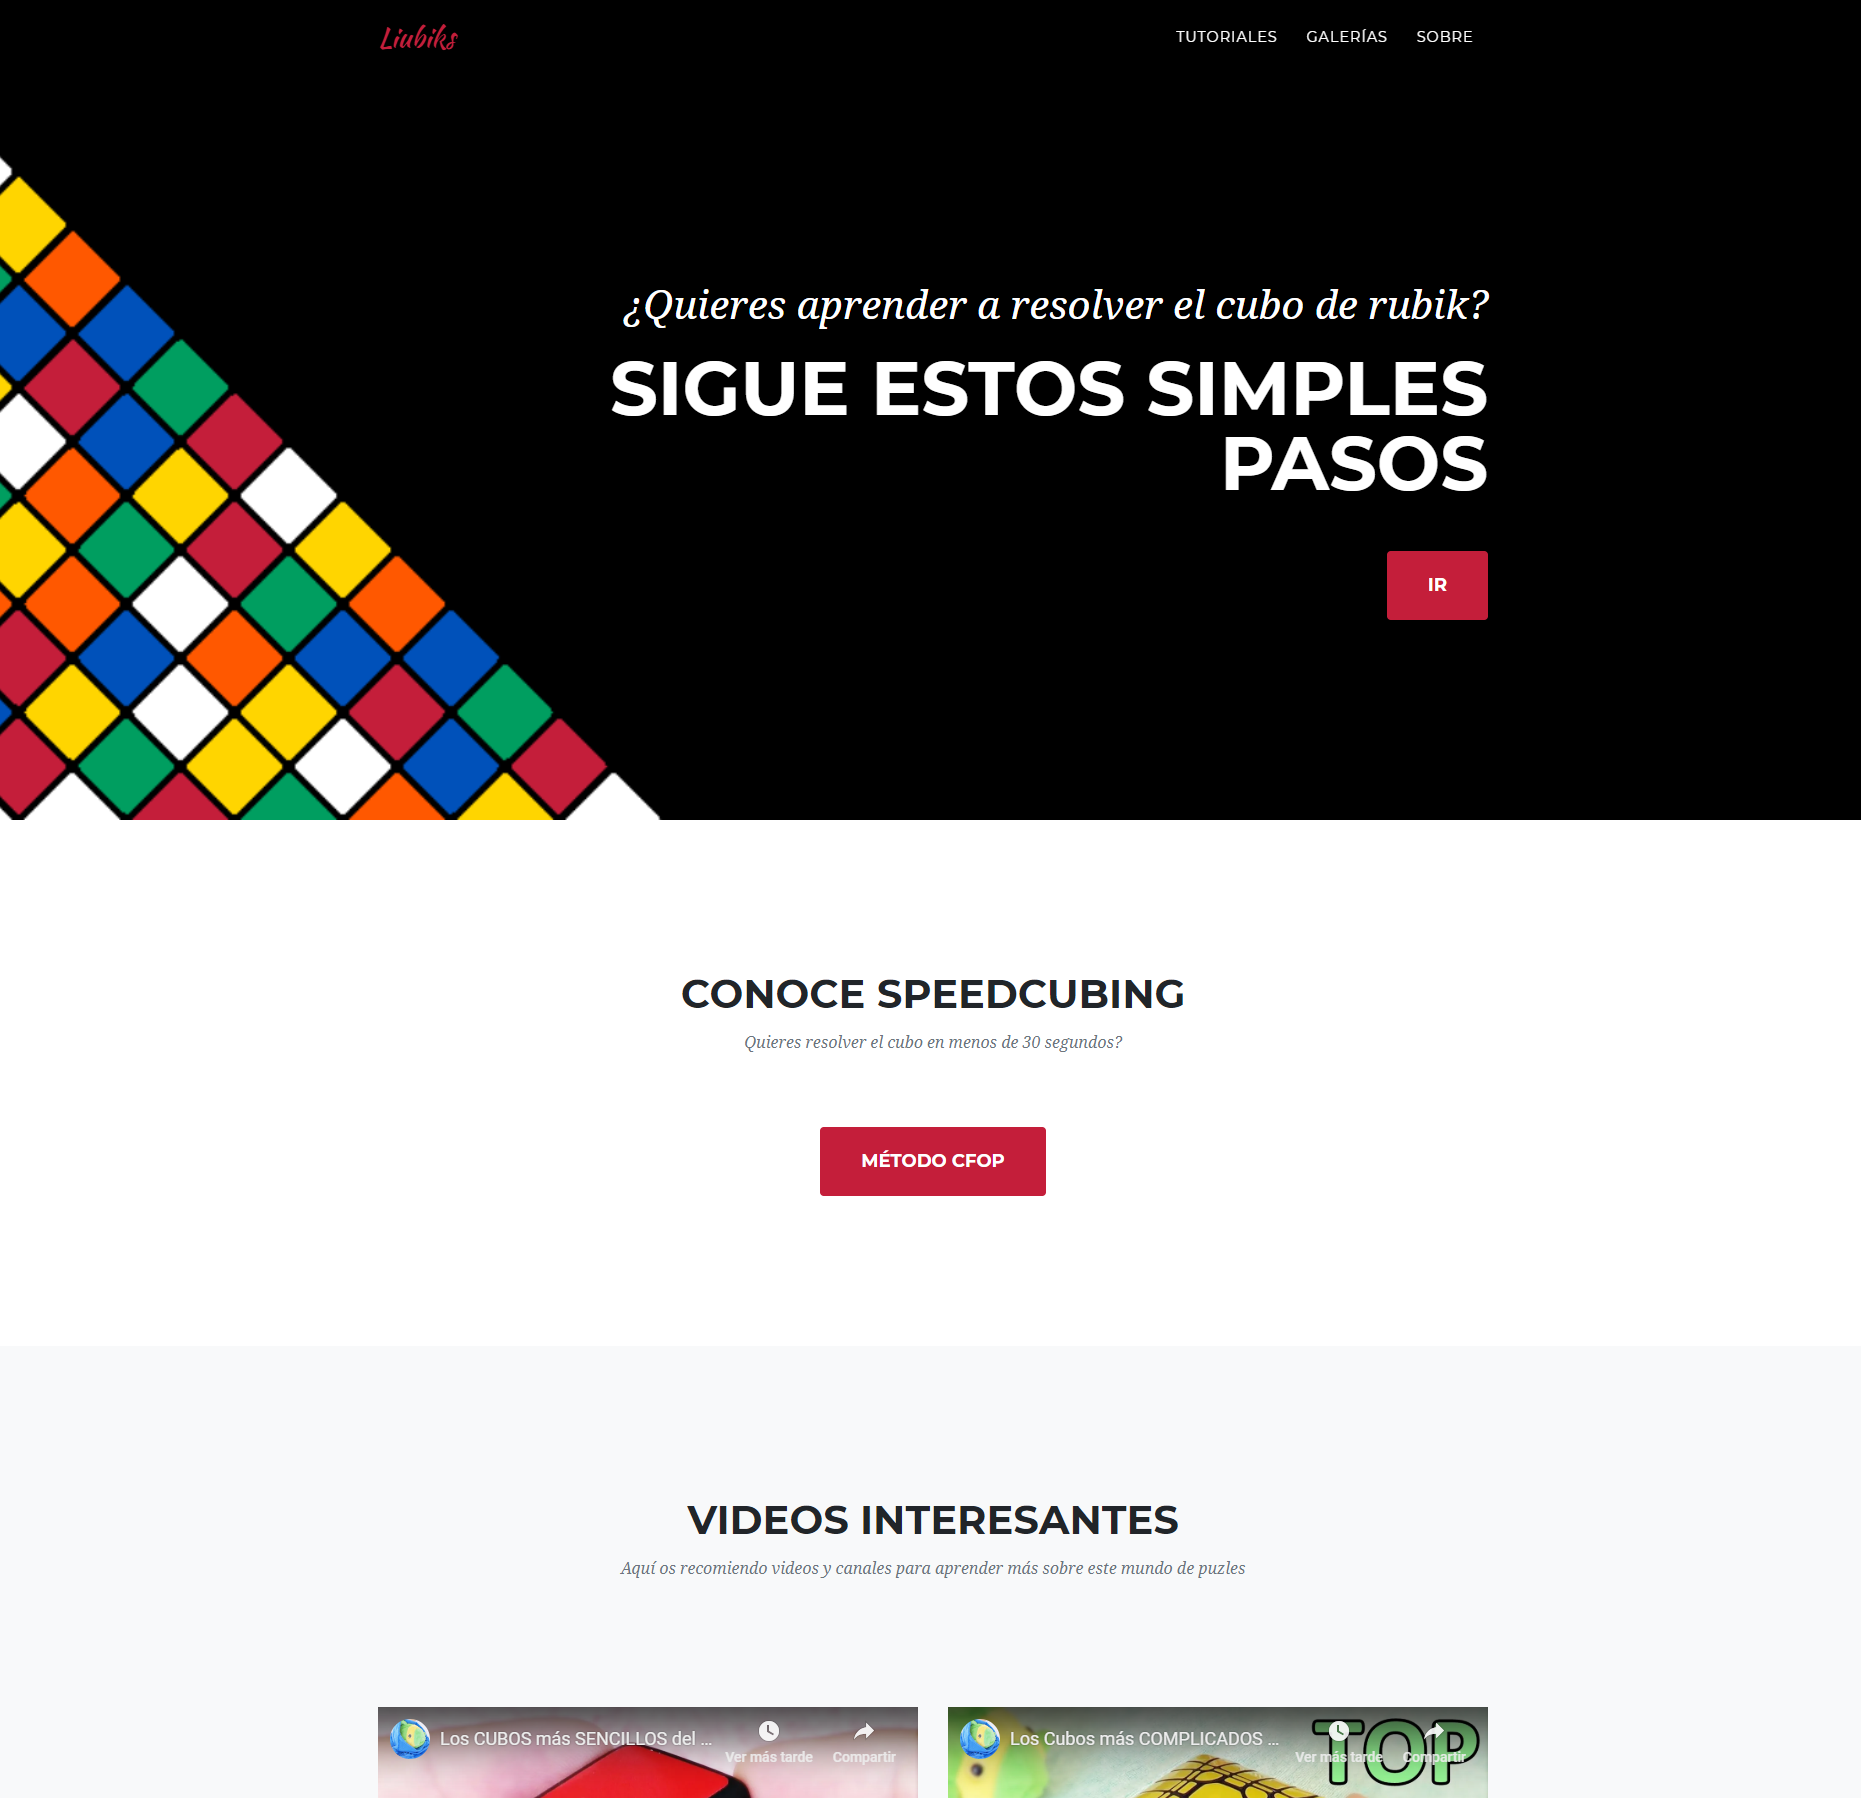 Liubiks
TUTORIALES GALERÍAS SOBRE
¿Quieres aprender a resolver el cubo de rubik?
SIGUE ESTOS SIMPLES
PASOS
IR
CONOCE SPEEDCUBING
Quieres resolver el cubo en menos de 30 segundos?
MÉTODO CFOP
VIDEOS INTERESANTES
Aquí os recomiendo videos y canales para aprender más sobre este mundo de puzles
Los CUBOS más SENCILLOS del ...
Ver más tarde
Compartir
Los Cubos más COMPLICADOS ...
Ver más tarde
Compartir
TOP